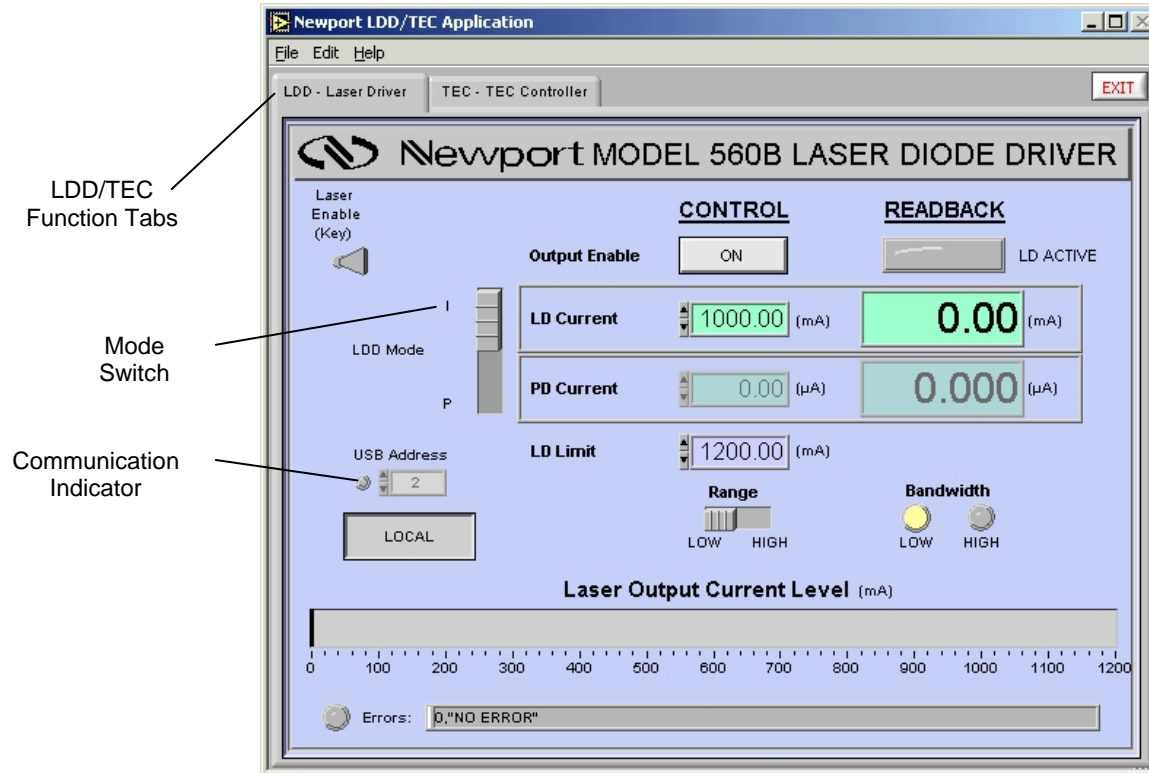 Newport LDD/TEC Application
File Edit Help
LDD - Laser Driver
TEC - TEC Controller
EXIT
Newport MODEL 560B LASER DIODE DRIVER
LDD/TEC
Function Tabs
Laser
Enable
(Key)
CONTROL
READBACK
Output Enable
ON
LD ACTIVE
I
LD Current
1000.00 (mA)
0.00 (mA)
Mode
Switch
LDD Mode
PD Current
0.00 (µA)
0.000 (µA)
P
Communication
Indicator
USB Address
2
LD Limit
1200.00 (mA)
Range
LOW HIGH
Bandwidth
LOW HIGH
LOCAL
Laser Output Current Level (mA)
0 100 200 300 400 500 600 700 800 900 1000 1100 1200
Errors: 0,"NO ERROR"